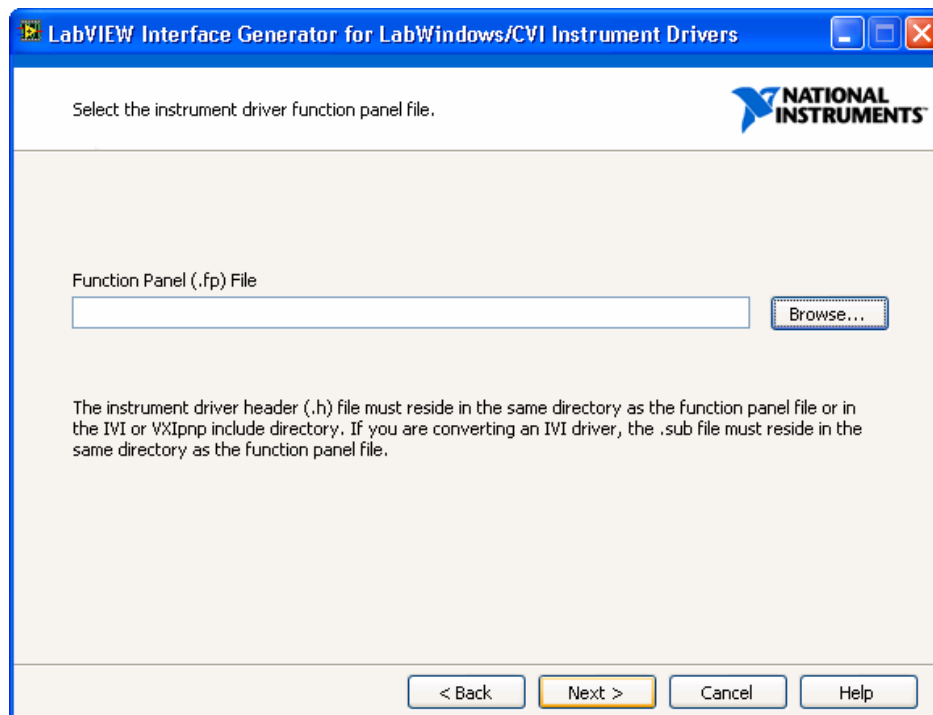 LabVIEW Interface Generator for LabWindows/CVI Instrument Drivers
Select the instrument driver function panel file.
NATIONAL
INSTRUMENTS
Function Panel (.fp) File
Browse...
The instrument driver header (.h) file must reside in the same directory as the function panel file or in
the IVI or VXIpnp include directory. If you are converting an IVI driver, the .sub file must reside in the
same directory as the function panel file.
< Back Next > Cancel Help